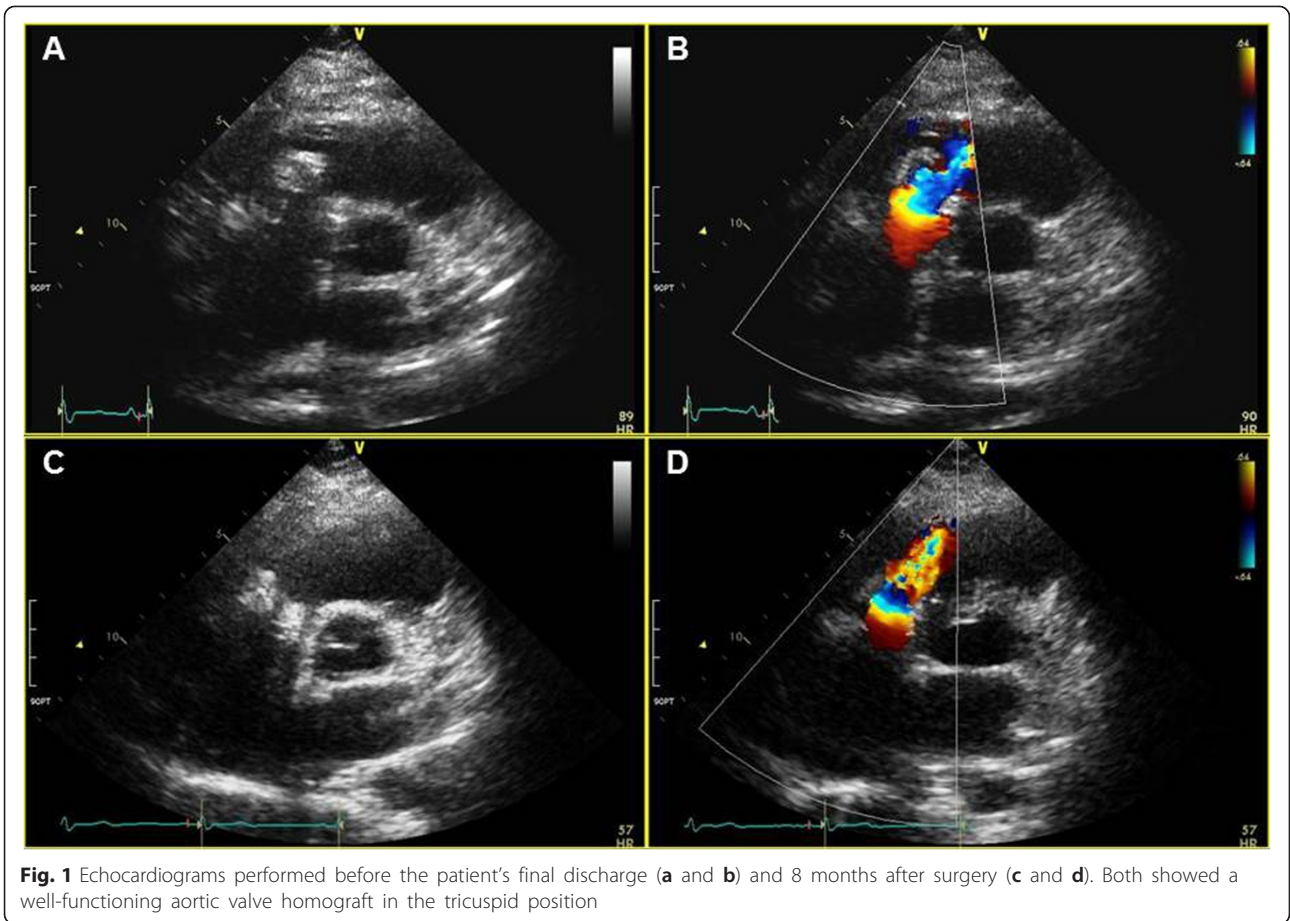 A
V
5
10
90PT
89
HR
B
V
.64
-.64
5
10
90PT
90
HR
C
V
5
10
90PT
57
HR
D
V
.64
-.64
5
10
90PT
57
HR
Fig. 1 Echocardiograms performed before the patient's final discharge (a and b) and 8 months after surgery (c and d). Both showed a
well-functioning aortic valve homograft in the tricuspid position